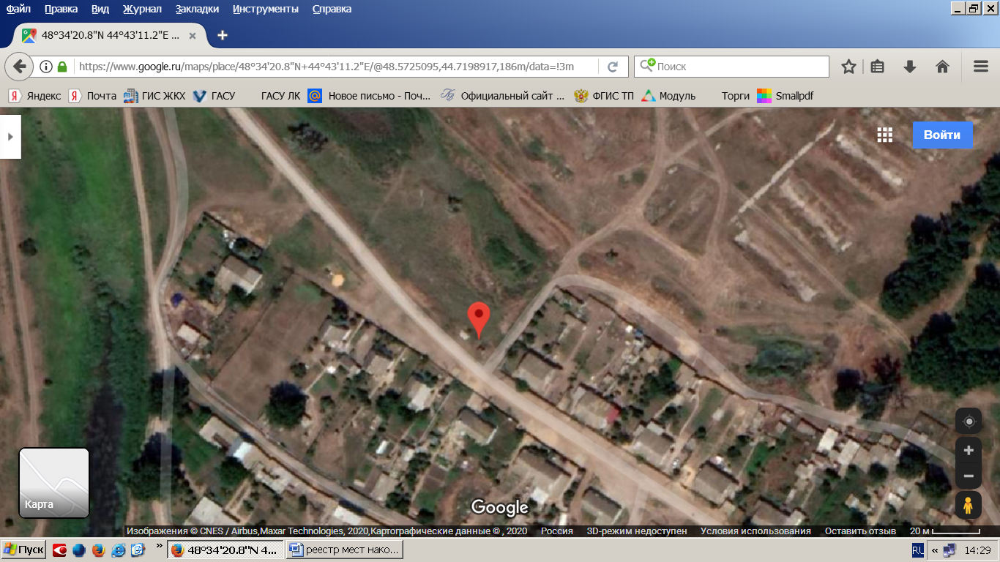 Файл Правка Вид Журнал Закладки Инструменты Справка
48°34'20.8"N 44°43'11.2"E ...
https://www.google.ru/maps/place/48°34'20.8"N+44°43'11.2"E/@48.5725095,44.7198917,186m/data=!3m
Поиск
Яндекс Почта ГИС ЖКХ ГАСУ ГАСУ ЛК Новое письмо - Поч... Официальный сайт ... ФГИС ТП Модуль Торги Smallpdf
Войти
Карта
Google
Изображения © CNES / Airbus,Maxar Technologies, 2020,Картографические данные © , 2020 Россия 3D-режим недоступен Условия использования Оставить отзыв 20 м
Пуск » 48°34'20.8"N 4... реестр мест нако... RU « 14:29